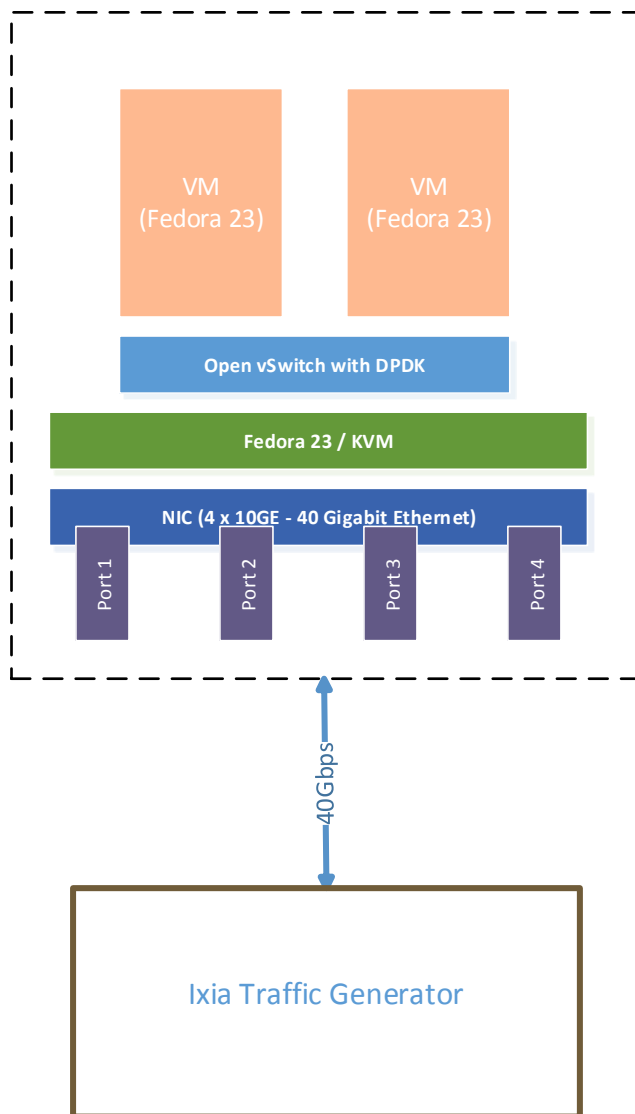 VM
(Fedora 23)
VM
(Fedora 23)
Open vSwitch with DPDK
Fedora 23 / KVM
NIC (4 x 10GE - 40 Gigabit Ethernet)
Port 1
Port 2
Port 3
Port 4
40Gbps
Ixia Traffic Generator